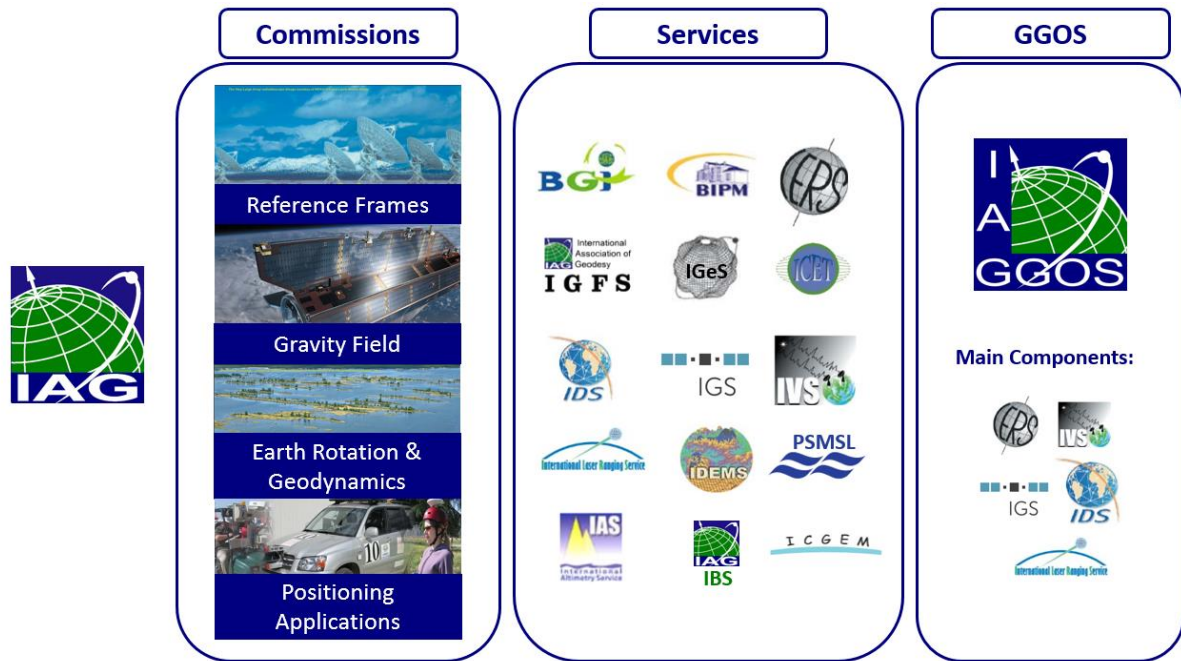 Commissions
Services
GGOS
IAG
Reference Frames
Gravity Field
Earth Rotation &
Geodynamics
10
Positioning
Applications
BGi
BIPM
IERS
IAG
International
Association of
Geodesy
IGFS
IGeS
ICET
IDS
IGS
IVS
International Laser Ranging Service
IDEMS
PSMSL
IAS
International
Altimetry Service
IAG
IBS
ICGEM
I
A
GGOS
Main Components:
IERS
IVS
IGS
IDS
International Laser Ranging Service